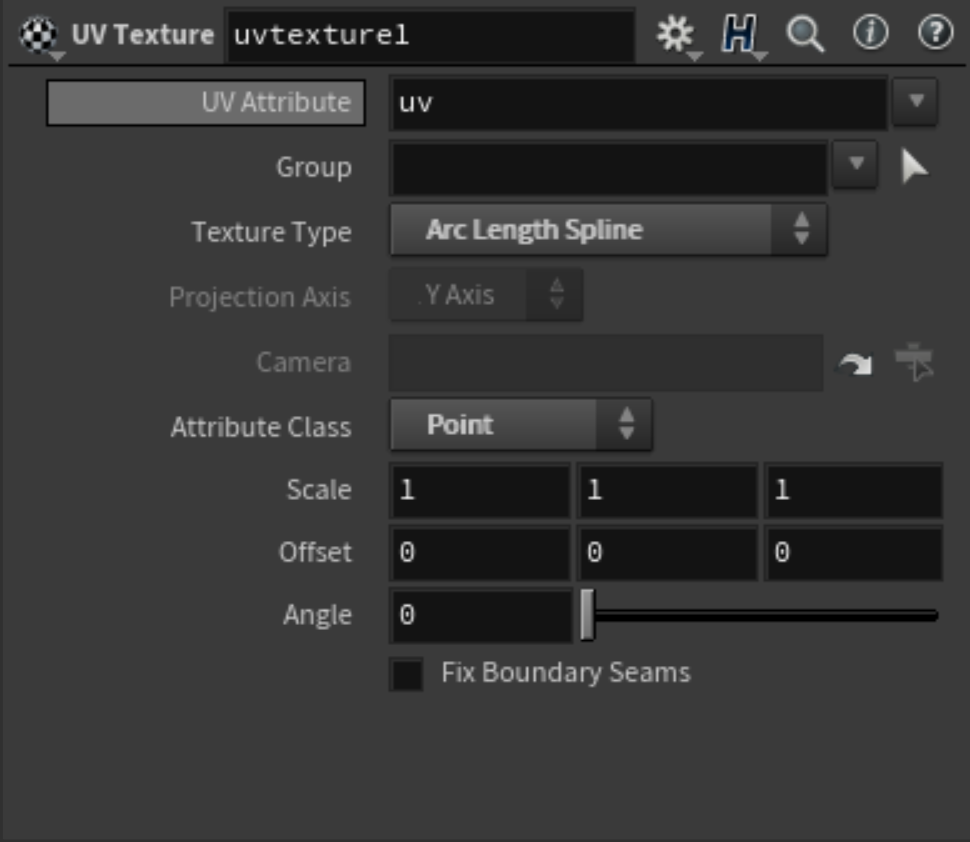 UV Texture uvtexture1
UV Attribute uv
Group
Texture Type Arc Length Spline
Projection Axis Y Axis
Camera
Attribute Class Point
Scale 1 1 1
Offset 0 0 0
Angle 0
Fix Boundary Seams